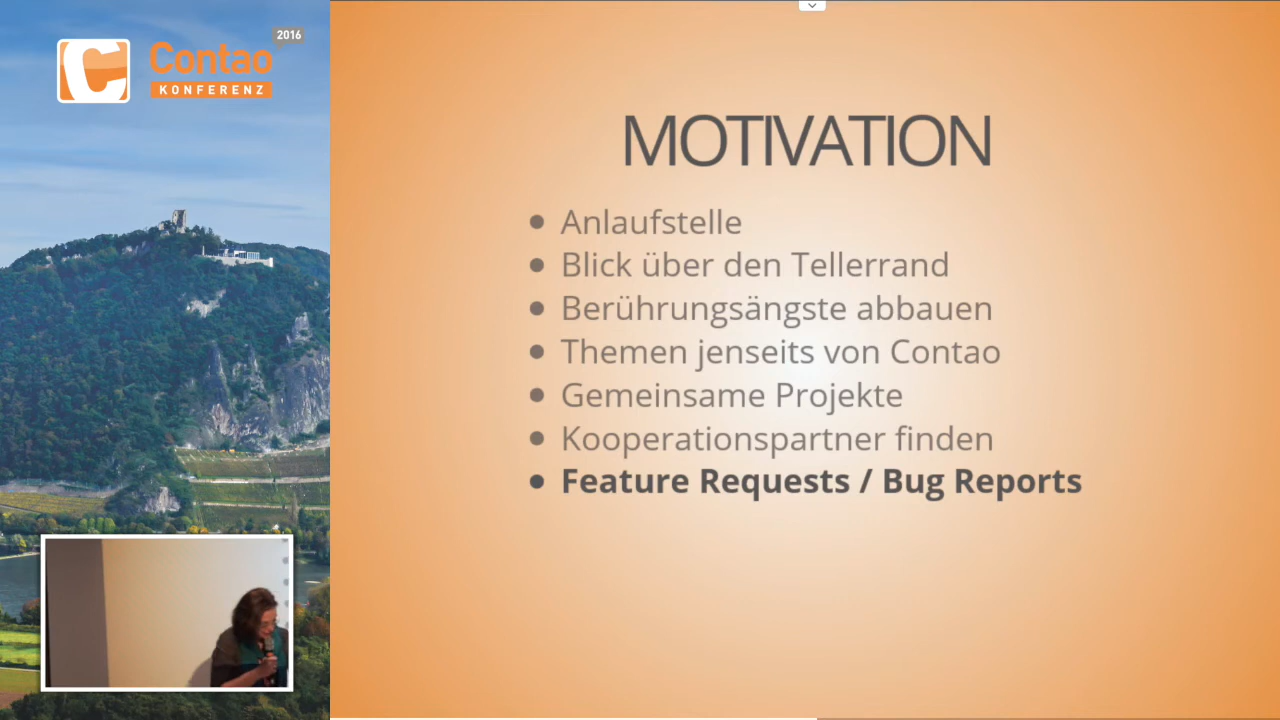 2016
Contao
KONFERENZ
MOTIVATION
Anlaufstelle
Blick über den Tellerrand
Berührungsängste abbauen
Themen jenseits von Contao
Gemeinsame Projekte
Kooperationspartner finden
Feature Requests / Bug Reports